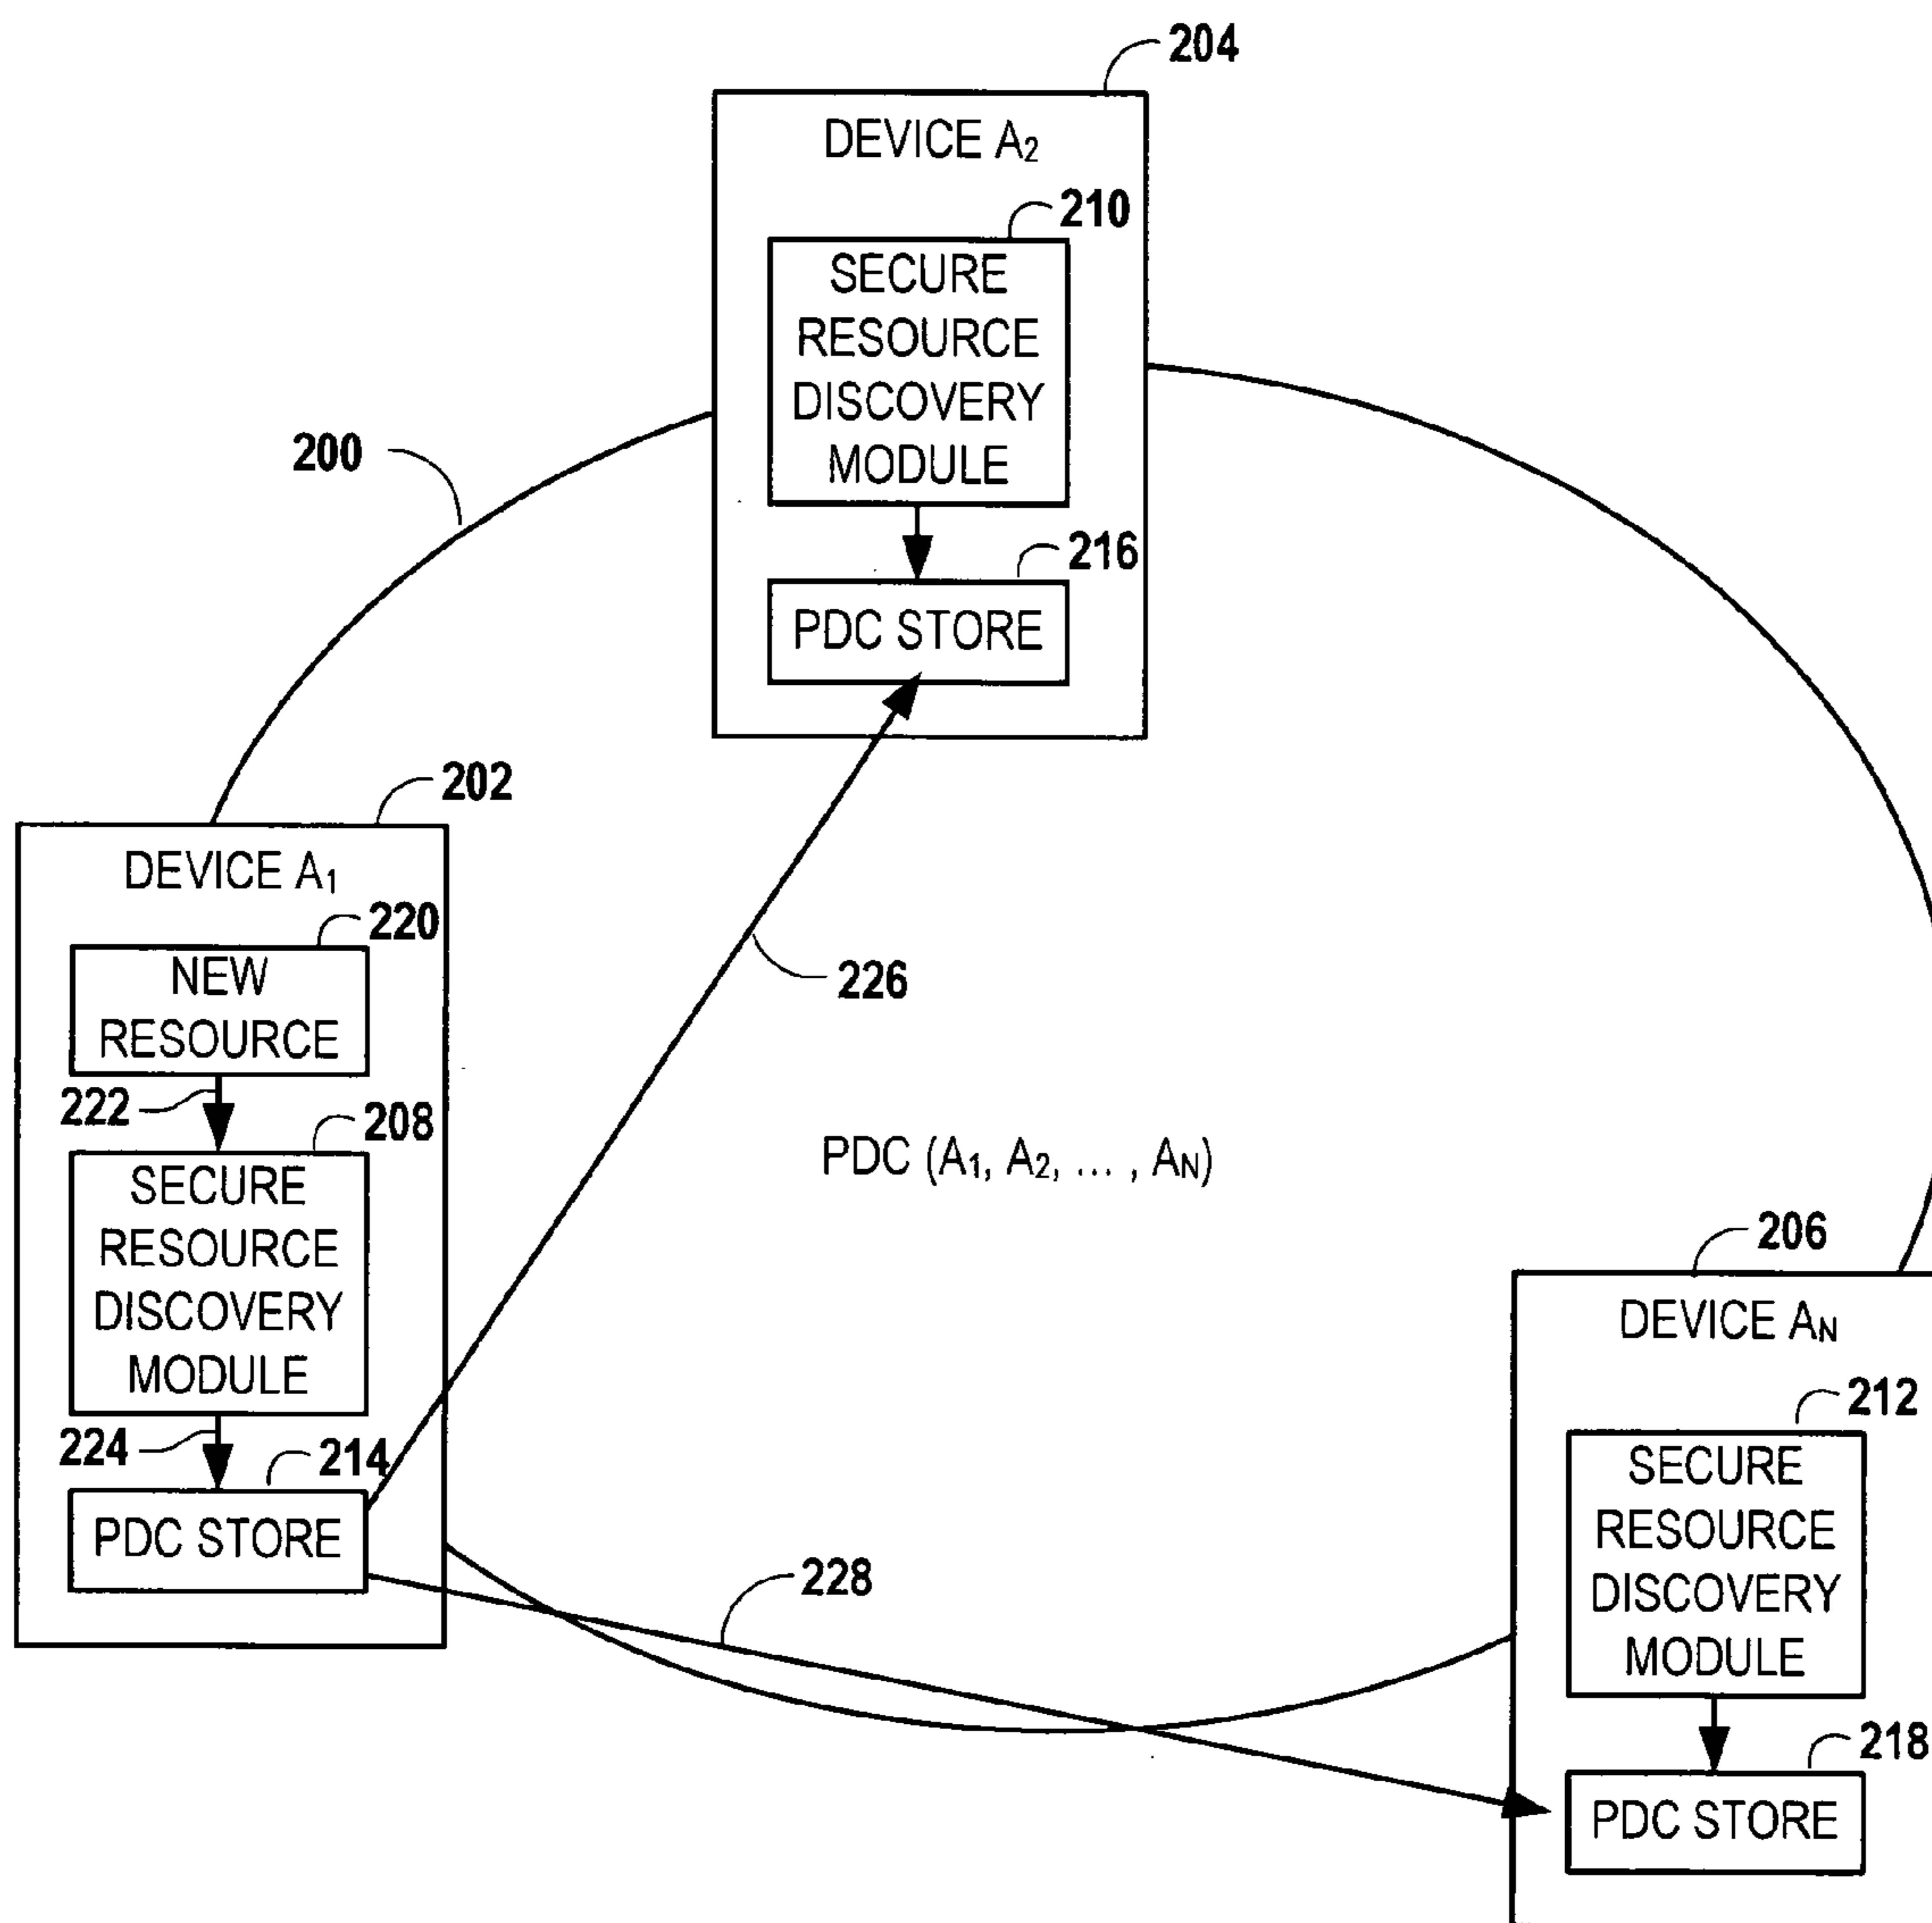 204
DEVICE A2
210
SECURE
RESOURCE
DISCOVERY
MODULE
200
216
PDC STORE
202
DEVICE A1
220
NEW
RESOURCE
226
222
208
SECURE
RESOURCE
DISCOVERY
MODULE
PDC (A1, A2, ... , AN)
206
DEVICE AN
212
SECURE
RESOURCE
DISCOVERY
MODULE
224
214
PDC STORE
228
218
PDC STORE